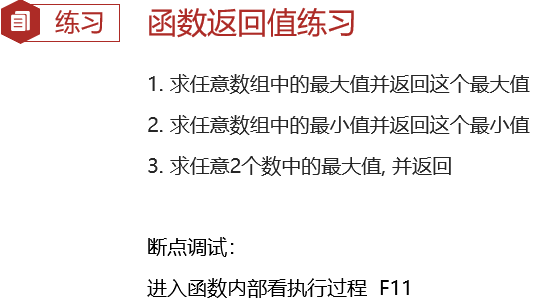 练习
函数返回值练习
1. 求任意数组中的最大值并返回这个最大值
2. 求任意数组中的最小值并返回这个最小值
3. 求任意2个数中的最大值, 并返回
断点调试：
进入函数内部看执行过程 F11